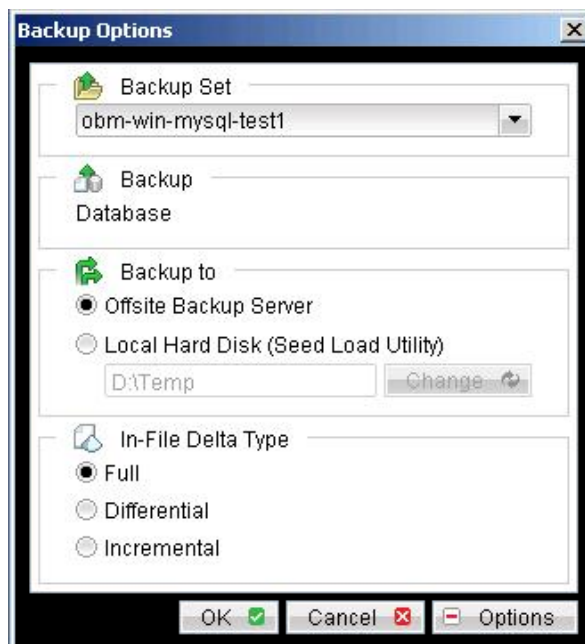 Backup Options
Backup Set
obm-win-mysql-test1
Backup
Database
Backup to
Offsite Backup Server
Local Hard Disk (Seed Load Utility)
D:\Temp
Change
In-File Delta Type
Full
Differential
Incremental
OK
Cancel
Options